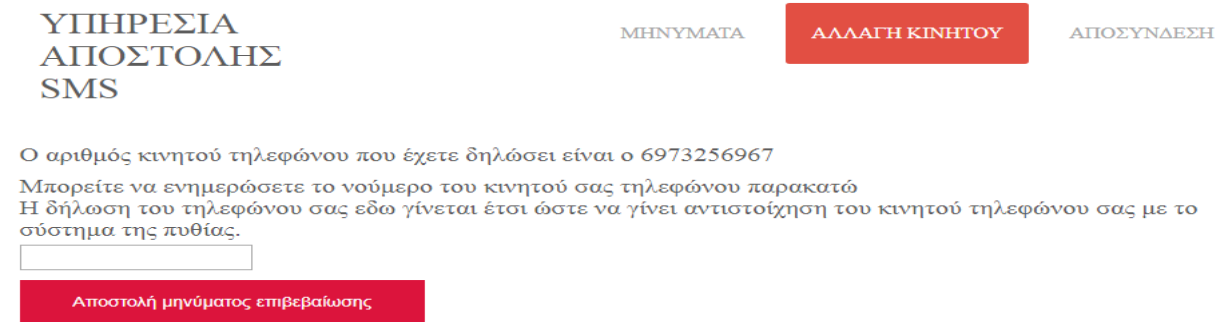 ΥΠΗΡΕΣΙΑ
ΑΠΟΣΤΟΛΗΣ
SMS
ΜΗΝΥΜΑΤΑ
ΑΛΛΑΓΗ ΚΙΝΗΤΟΥ
ΑΠΟΣΥΝΔΕΣΗ
Ο αριθμός κινητού τηλεφώνου που έχετε δηλώσει είναι ο 6973256967
Μπορείτε να ενημερώσετε το νούμερο του κινητού σας τηλεφώνου παρακατώ
Η δήλωση του τηλεφώνου σας εδω γίνεται έτσι ώστε να γίνει αντιστοίχηση του κινητού τηλεφώνου σας με το
σύστημα της πυθίας.
Αποστολή μηνύματος επιβεβαίωσης